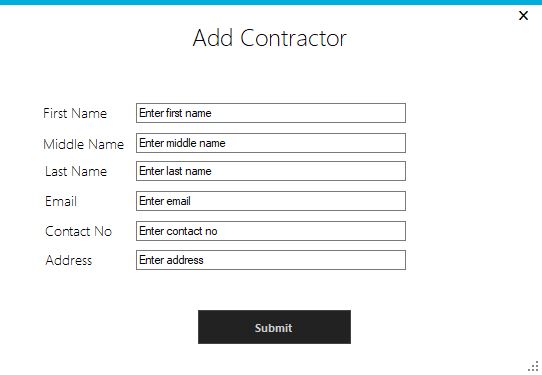 Add Contractor
First Name Enter first name
Middle Name Enter middle name
Last Name Enter last name
Email Enter email
Contact No Enter contact no
Address Enter address
Submit